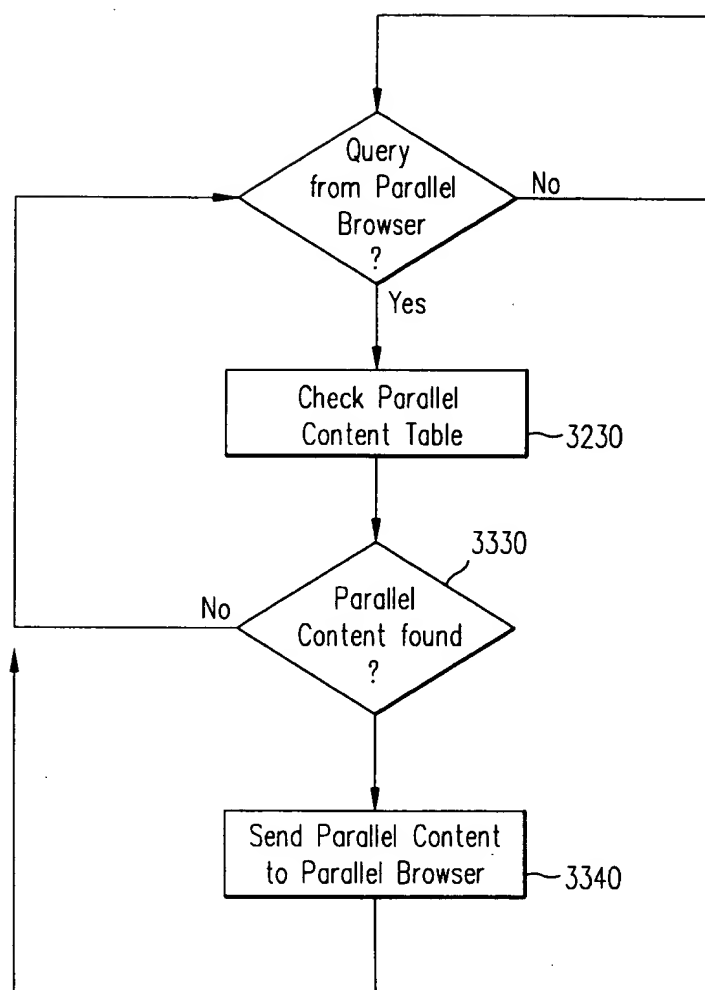 Query
from Parallel
Browser
?
No
Yes
Check Parallel
Content Table
3230
3330
Parallel
Content found
?
No
Send Parallel Content
to Parallel Browser
3340